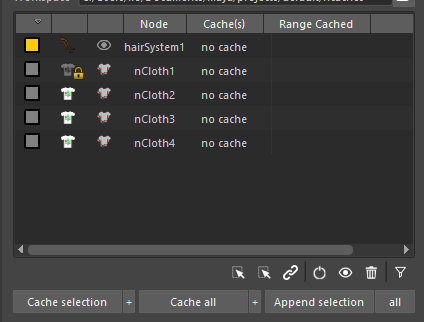 Node Cache(s) Range Cached
hairSystem1 no cache
nCloth1 no cache
nCloth2 no cache
nCloth3 no cache
nCloth4 no cache
Cache selection + Cache all + Append selection all